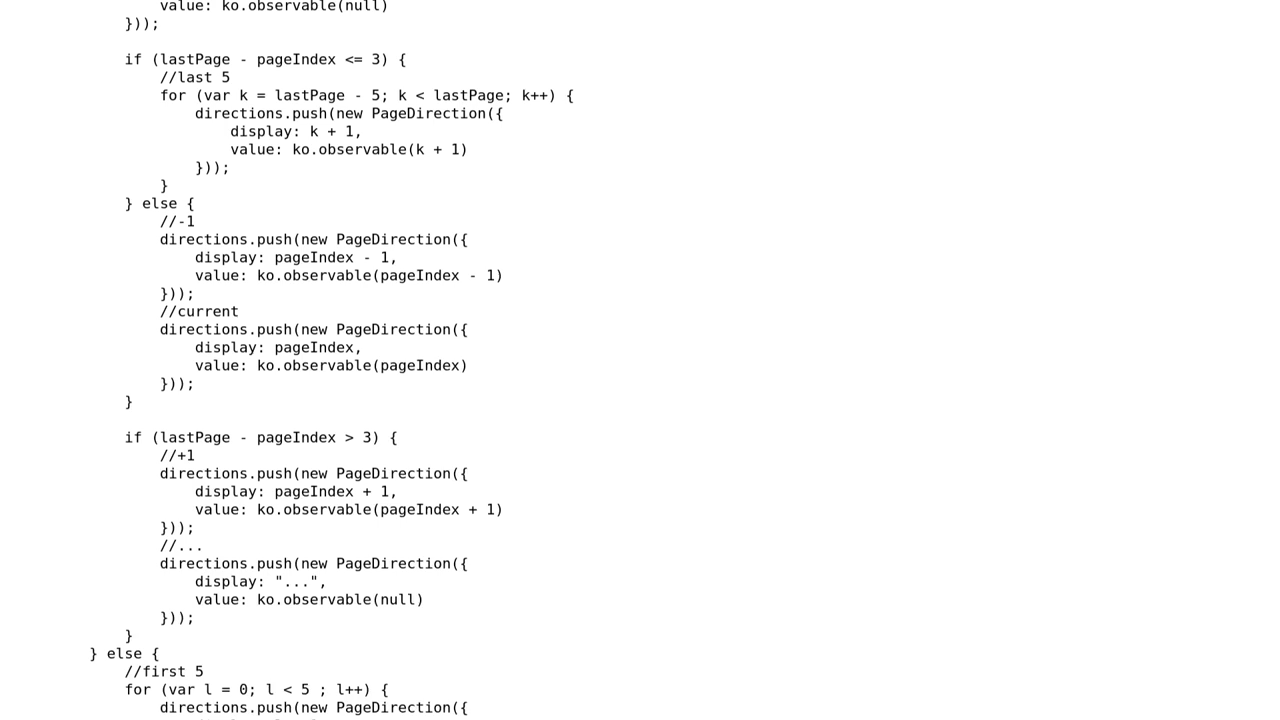 value: ko.observable(null)
}));
if (lastPage - pageIndex <= 3) {
//last 5
for (var k = lastPage - 5; k < lastPage; k++) {
directions.push(new PageDirection({
display: k + 1,
value: ko.observable(k + 1)
}));
}
} else {
//-1
directions.push(new PageDirection({
display: pageIndex - 1,
value: ko.observable(pageIndex - 1)
}));
//current
directions.push(new PageDirection({
display: pageIndex,
value: ko.observable(pageIndex)
}));
}
if (lastPage - pageIndex > 3) {
//+1
directions.push(new PageDirection({
display: pageIndex + 1,
value: ko.observable(pageIndex + 1)
}));
//...
directions.push(new PageDirection({
display: "...",
value: ko.observable(null)
}));
}
} else {
//first 5
for (var l = 0; l < 5 ; l++) {
directions.push(new PageDirection({